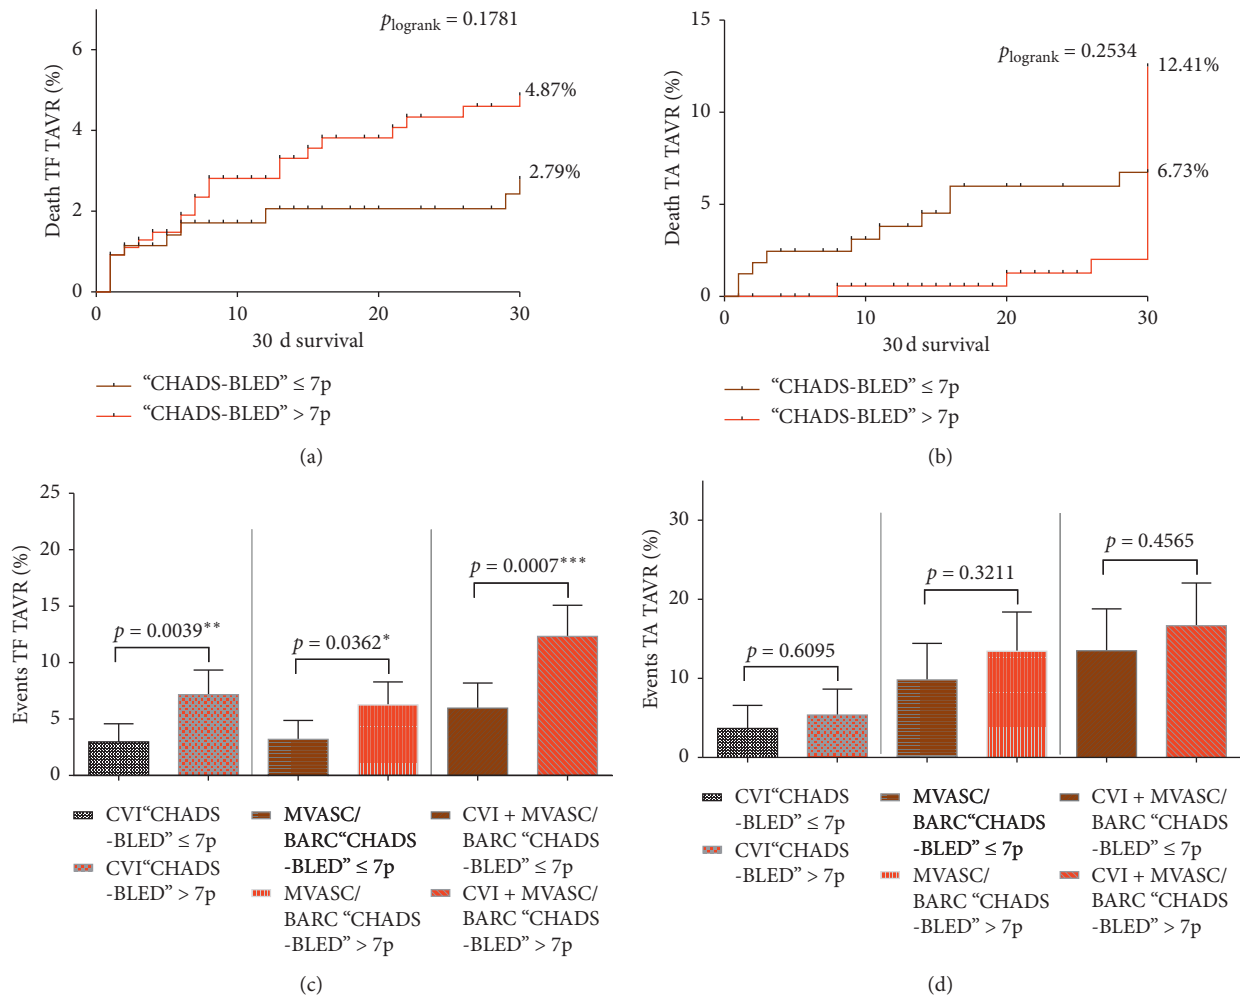 6
4
2
0
Death TF TAVR (%)
p logrank = 0.1781
4.87%
2.79%
0
10
20
30
30 d survival
“CHADS-BLED” ≤ 7p
“CHADS-BLED” > 7p
(a)
15
10
5
0
Death TA TAVR (%)
p logrank = 0.2534
12.41%
6.73%
0
10
20
30
30 d survival
“CHADS-BLED” ≤ 7p
“CHADS-BLED” > 7p
(b)
25
20
15
10
5
0
Events TF TAVR (%)
p = 0.0039**
p = 0.0362*
p = 0.0007***
CVI“CHADS
-BLED” ≤ 7p
CVI“CHADS
-BLED” > 7p
MVASC/
BARC“CHADS
-BLED” ≤ 7p
MVASC/
BARC “CHADS
-BLED” > 7p
CVI + MVASC/
BARC “CHADS
-BLED” ≤ 7p
CVI + MVASC/
BARC “CHADS
-BLED” > 7p
(c)
30
20
10
0
Events TA TAVR (%)
p = 0.6095
p = 0.3211
p = 0.4565
CVI“CHADS
-BLED” ≤ 7p
CVI“CHADS
-BLED” > 7p
MVASC/
BARC“CHADS
-BLED” ≤ 7p
MVASC/
BARC “CHADS
-BLED” > 7p
CVI + MVASC/
BARC “CHADS
-BLED” ≤ 7p
CVI + MVASC/
BARC “CHADS
-BLED” > 7p
(d)